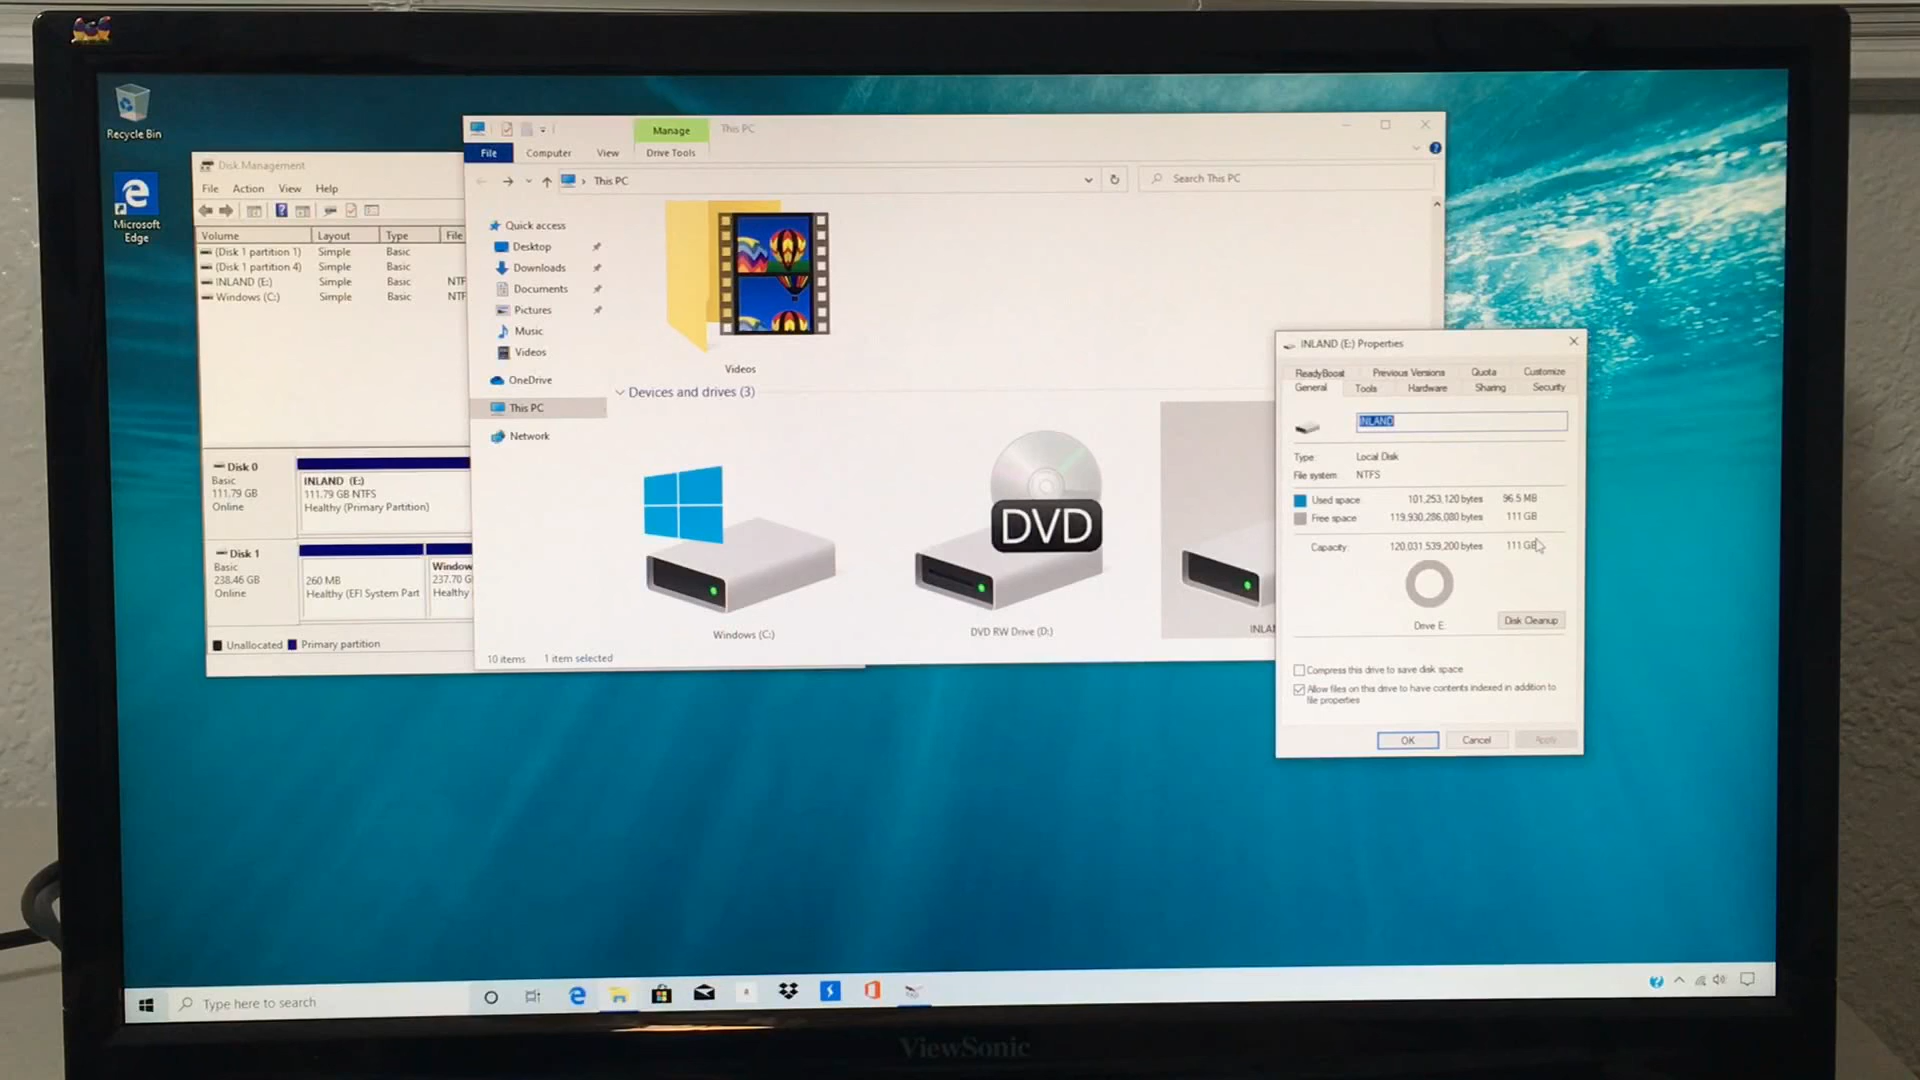 Recycle Bin
Microsoft
Edge
Disk Management
File Action View Help
Volume Layout Type File
(Disk 1 partition 1) Simple Basic
(Disk 1 partition 4) Simple Basic
INLAND (E:) Simple Basic NTF
Windows (C:) Simple Basic NTF
Disk 0
Basic
111.79 GB
Online
INLAND (E:)
111.79 GB NTFS
Healthy (Primary Partition)
Disk 1
Basic
238.46 GB
Online
260 MB
Healthy (EFI System Part
Window
237.70 G
Healthy
Unallocated Primary partition
Manage This PC
File Computer View Drive Tools
This PC
Search This PC
Quick access
Desktop
Downloads
Documents
Pictures
Music
Videos
OneDrive
This PC
Network
Videos
Devices and drives (3)
DVD
Windows (C:)
DVD RW Drive (D:)
INLAN
10 items 1 item selected
INLAND (E:) Properties
ReadyBoost Previous Versions Quota Customize
General Tools Hardware Sharing Security
INLAND
Type: Local Disk
File system: NTFS
Used space: 101,253,120 bytes 96.5 MB
Free space: 119,930,286,080 bytes 111 GB
Capacity: 120,031,539,200 bytes 111 GB
Drive E:
Disk Cleanup
Compress this drive to save disk space
Allow files on this drive to have contents indexed in addition to
file properties
OK Cancel Apply
Type here to search
ViewSonic